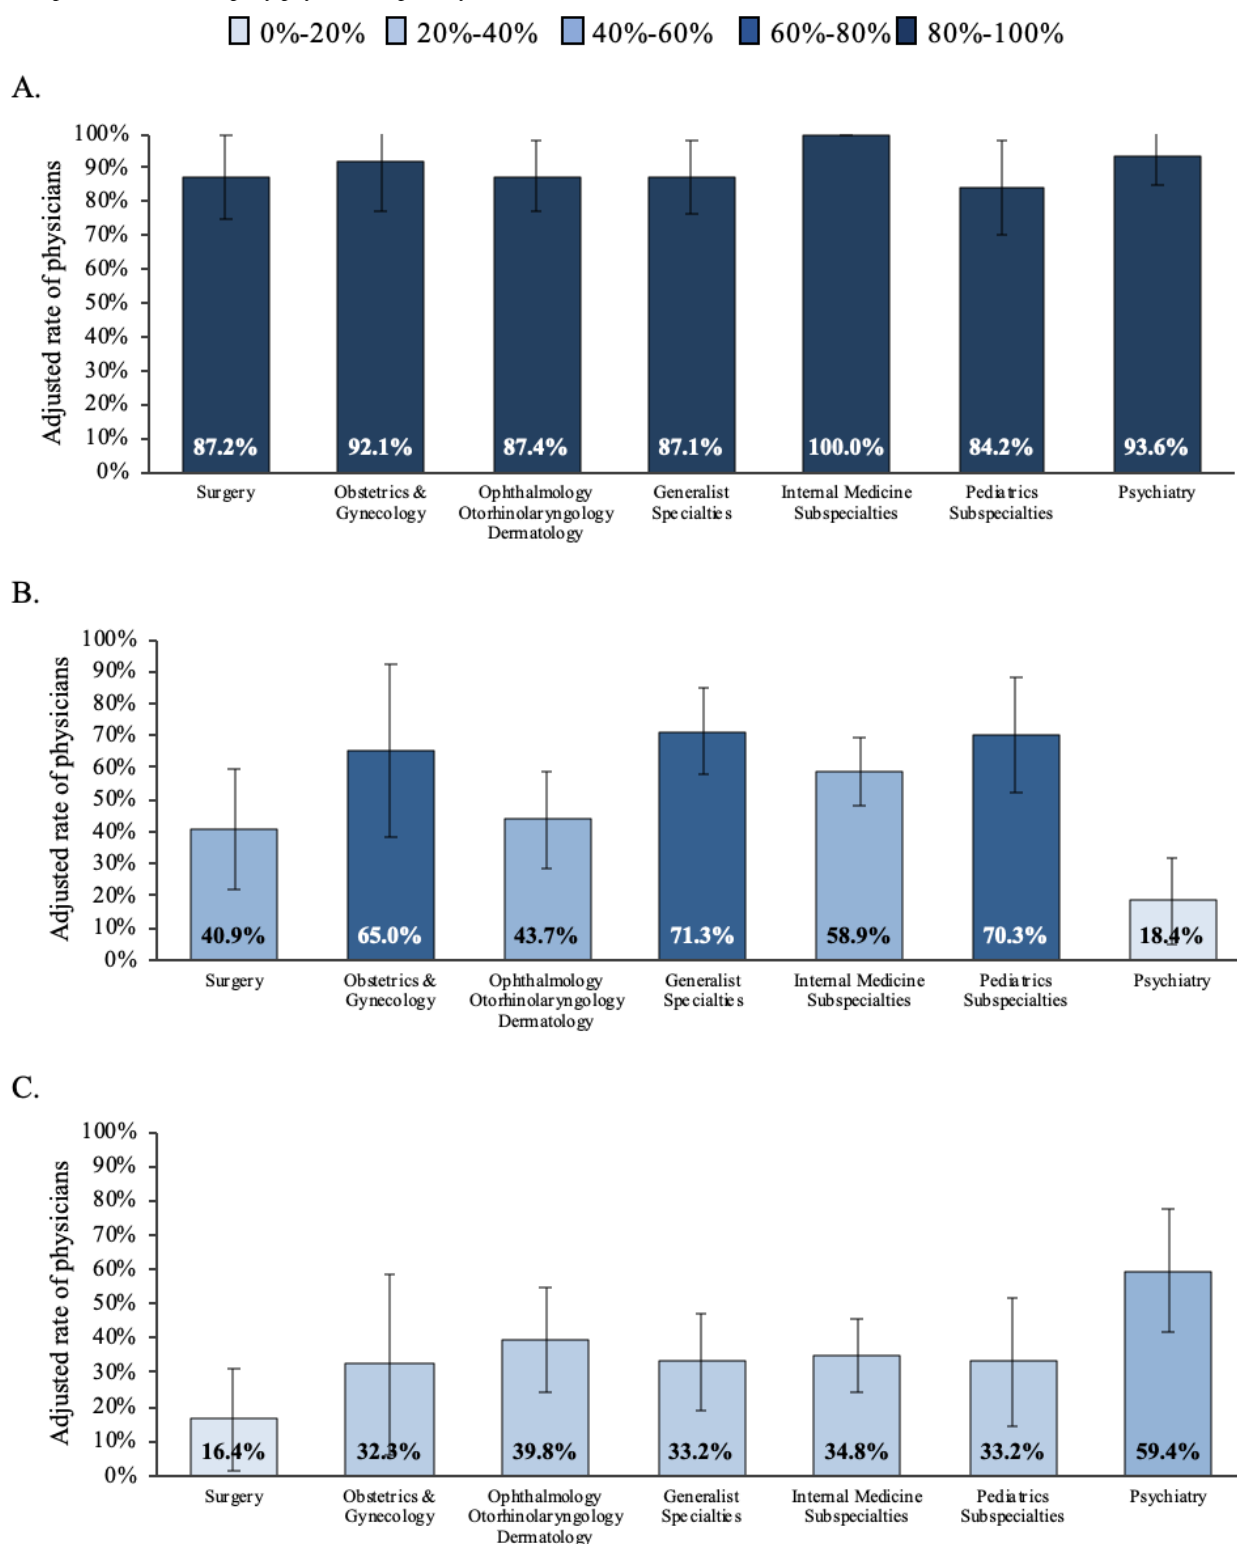 0%-20% 20%-40% 40%-60% 60%-80% 80%-100%
A.
Adjusted rate of physicians
100%
90%
80%
70%
60%
50%
40%
30%
20%
10%
0%
87.2% 92.1% 87.4% 87.1% 100.0% 84.2% 93.6%
Surgery
Obstetrics &
Gynecology
Ophthalmology
Otorhinolaryngology
Dermatology
Generalist
Specialties
Internal Medicine
Subspecialties
Pediatrics
Subspecialties
Psychiatry
B.
Adjusted rate of physicians
100%
90%
80%
70%
60%
50%
40%
30%
20%
10%
0%
40.9% 65.0% 43.7% 71.3% 58.9% 70.3% 18.4%
Surgery
Obstetrics &
Gynecology
Ophthalmology
Otorhinolaryngology
Dermatology
Generalist
Specialties
Internal Medicine
Subspecialties
Pediatrics
Subspecialties
Psychiatry
C.
Adjusted rate of physicians
100%
90%
80%
70%
60%
50%
40%
30%
20%
10%
0%
16.4% 32.3% 39.8% 33.2% 34.8% 33.2% 59.4%
Surgery
Obstetrics &
Gynecology
Ophthalmology
Otorhinolaryngology
Dermatology
Generalist
Specialties
Internal Medicine
Subspecialties
Pediatrics
Subspecialties
Psychiatry